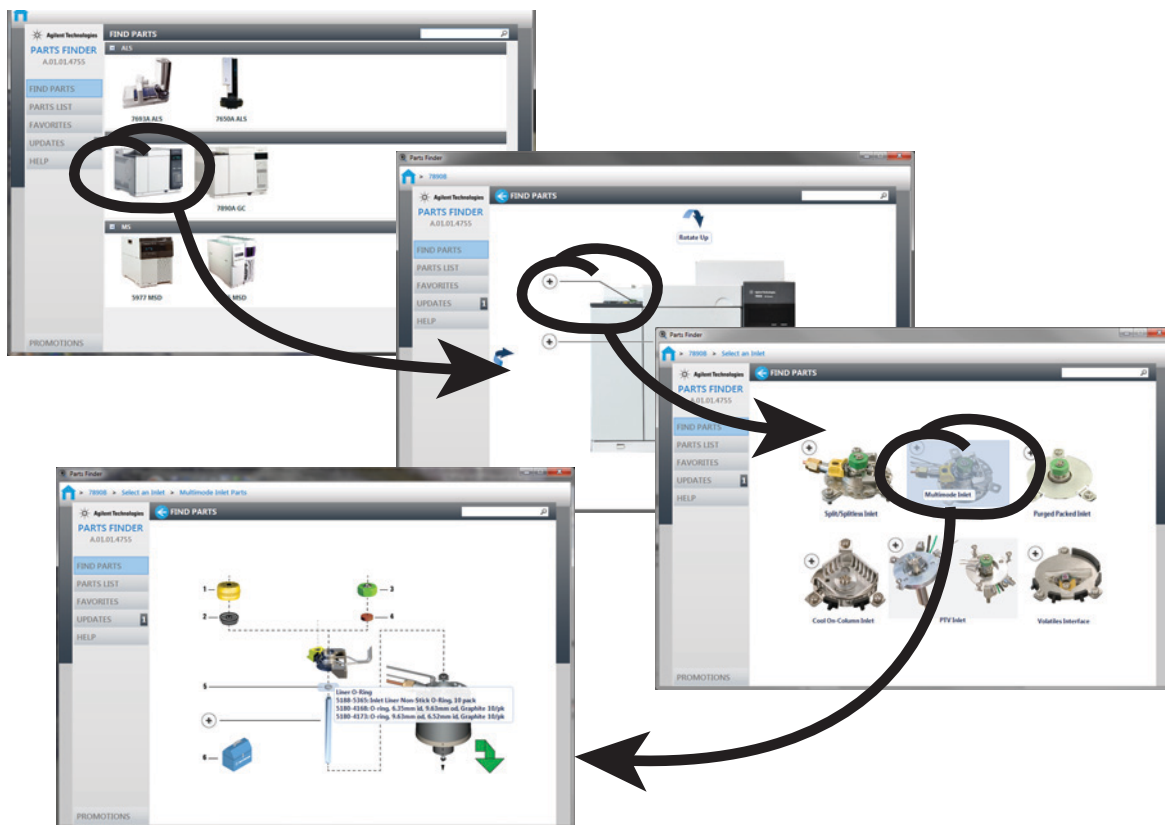 Agilent Technologies
FIND PARTS
PARTS FINDER
A.01.01.4755
ALS
FIND PARTS
PARTS LIST
FAVORITES
UPDATES
HELP
7693A ALS
7650A ALS
7890A GC
MS
5977 MSD
MSD
PROMOTIONS
Parts Finder
7890B
Agilent Technologies
FIND PARTS
PARTS FINDER
A.01.01.4755
Rotate Up
FIND PARTS
PARTS LIST
FAVORITES
UPDATES 1
HELP
Parts Finder
7890B Select an Inlet
Agilent Technologies
FIND PARTS
PARTS FINDER
A.01.01.4755
FIND PARTS
PARTS LIST
FAVORITES
UPDATES 1
HELP
Multimode Inlet
Split/Splitless Inlet
Purged Packed Inlet
Cool On-Column Inlet
PTV Inlet
Volatiles Interface
PROMOTIONS
Parts Finder
7890B Select an Inlet Multimode Inlet Parts
Agilent Technologies
FIND PARTS
PARTS FINDER
A.01.01.4755
FIND PARTS
PARTS LIST
FAVORITES
UPDATES 1
HELP
1
3
2
4
5
Liner O-Ring
5188-5365: Inlet Liner Non-Stick O-Ring, 10 pack
5180-4168: O-ring, 6.35mm id, 9.63mm od, Graphite 10/pk
5180-4173: O-ring, 9.63mm od, 6.52mm id, Graphite 10/pk
6
PROMOTIONS